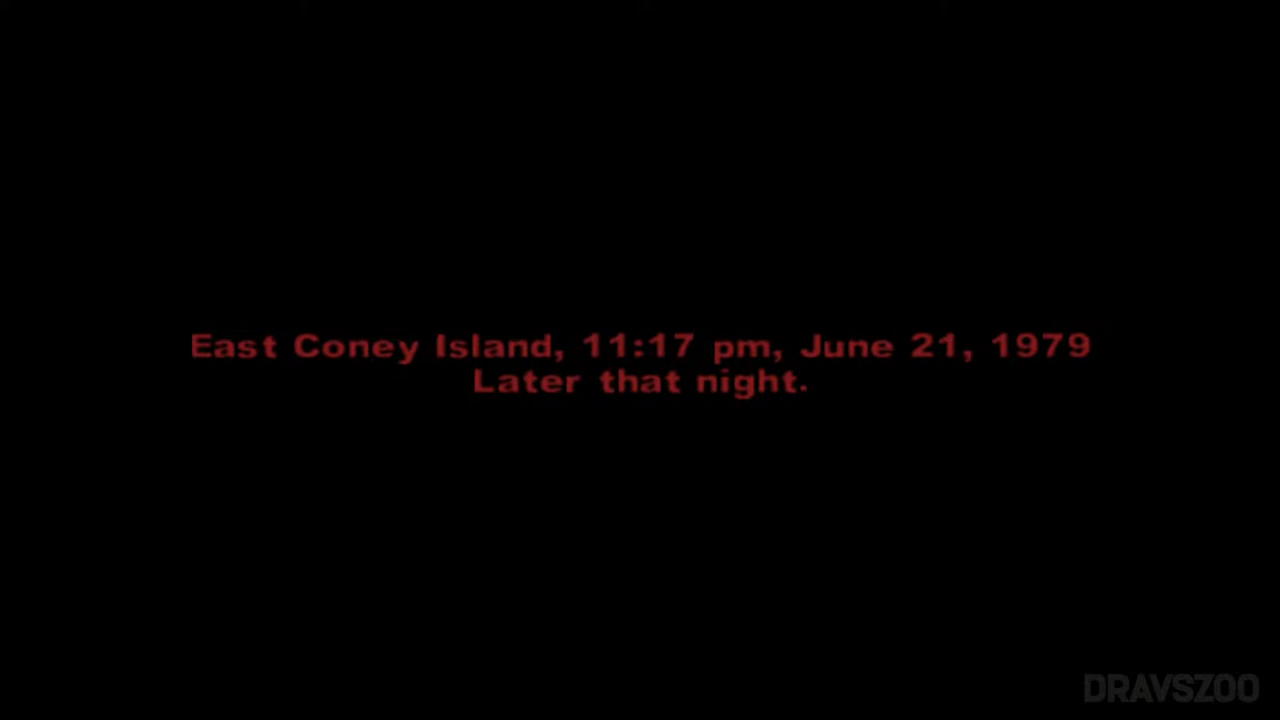 East Coney Island, 11:17 pm, June 21, 1979
Later that night.
DRAVSZOO